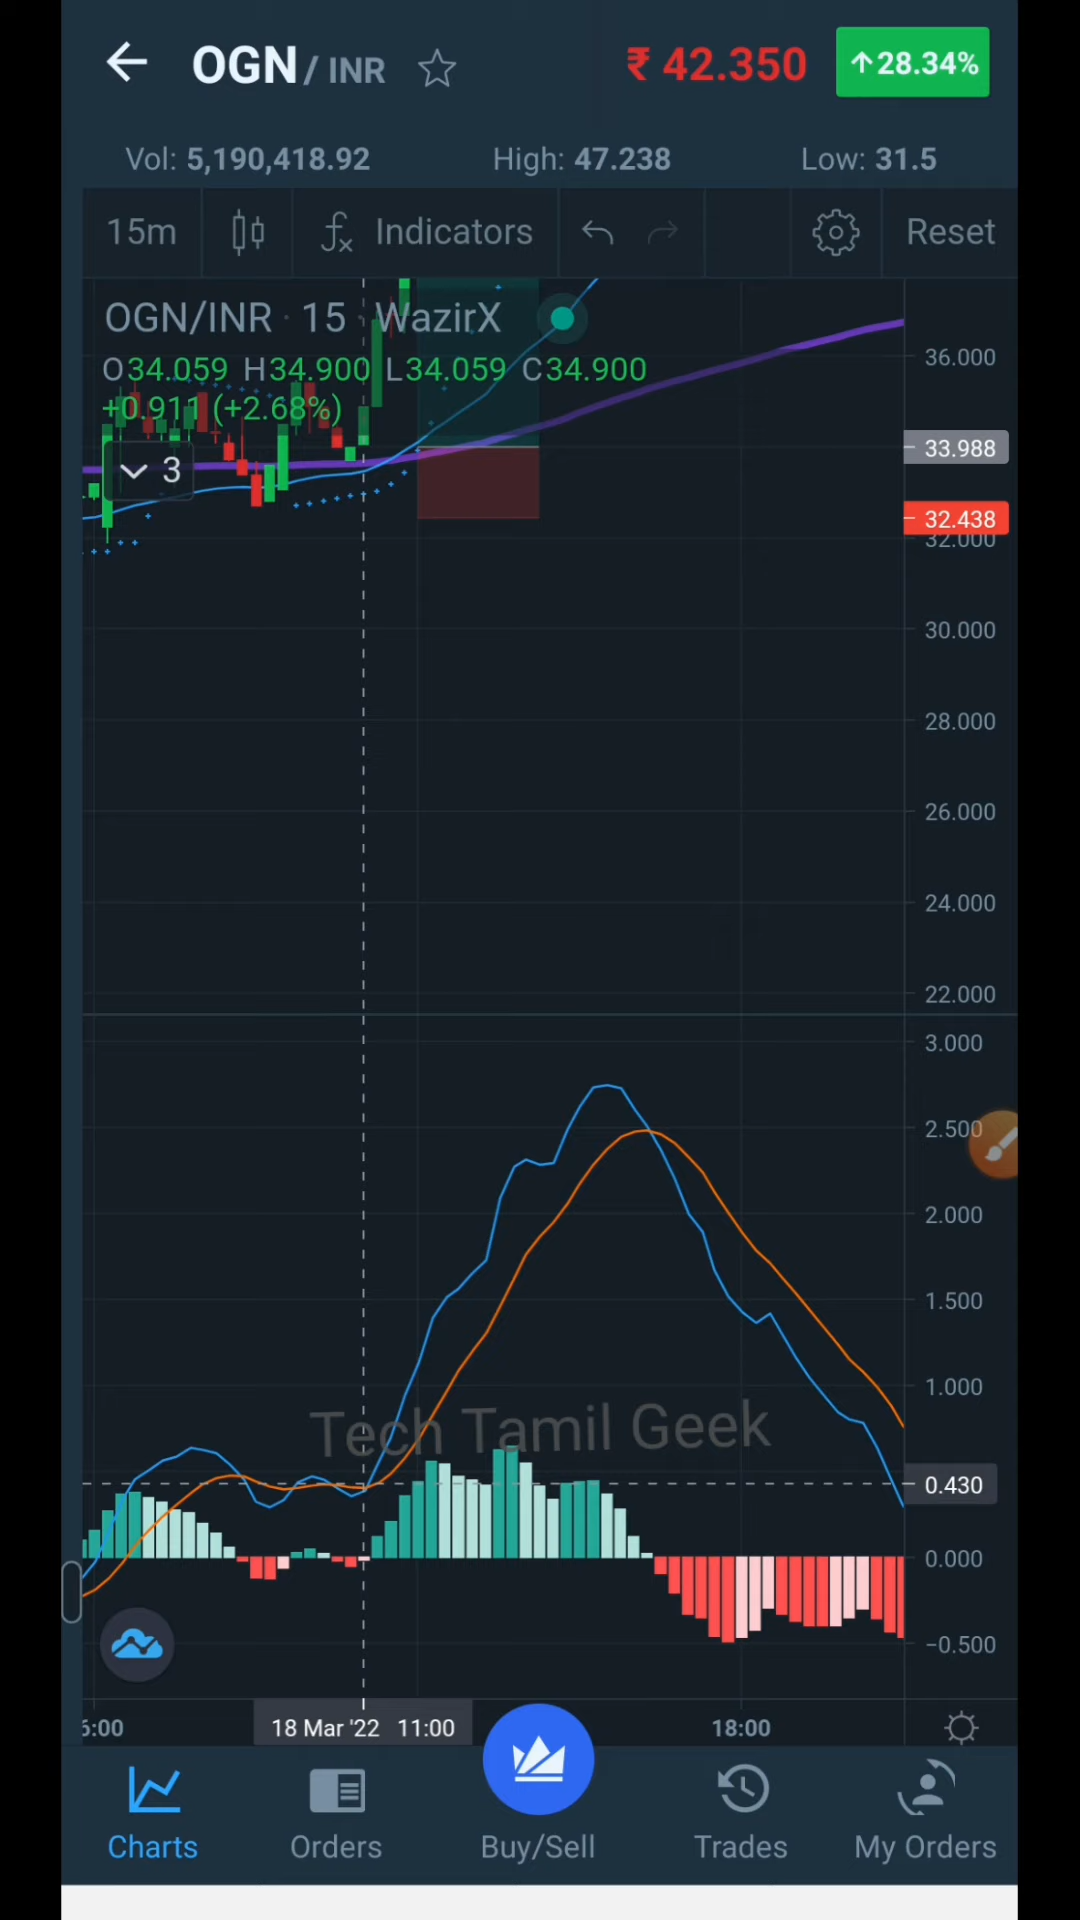 OGN / INR ₹ 42.350 ↑28.34%
Vol: 5,190,418.92 High: 47.238 Low: 31.5
15m fx Indicators Reset
OGN/INR · 15 · WazirX
O34.059 H34.900 L34.059 C34.900
+0.911 (+2.68%)
36.000
33.988
3
32.438
32.000
30.000
28.000
26.000
24.000
22.000
3.000
2.500
2.000
1.500
1.000
Tech Tamil Geek
0.430
0.000
−0.500
6:00 18 Mar '22 11:00 18:00
Charts Orders Buy/Sell Trades My Orders